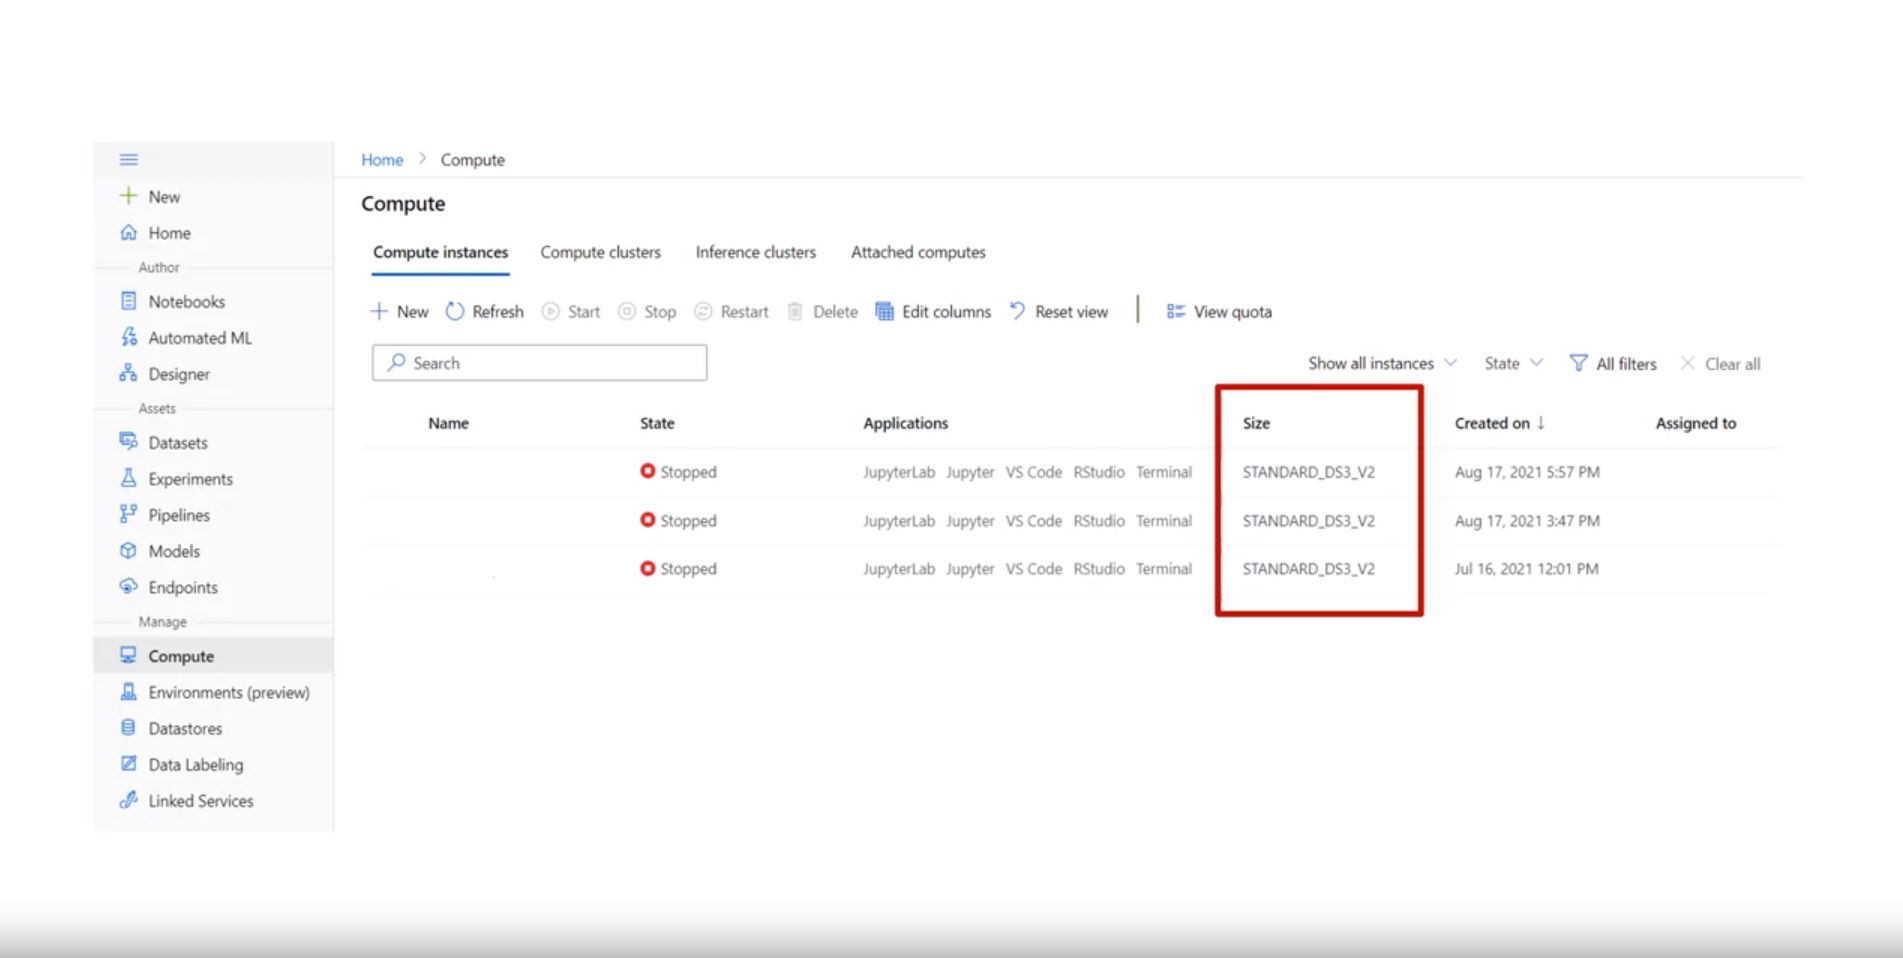 Home > Compute
New
Home
Author
Notebooks
Automated ML
Designer
Assets
Datasets
Experiments
Pipelines
Models
Endpoints
Manage
Compute
Environments (preview)
Datastores
Data Labeling
Linked Services
Compute
Compute instances Compute clusters Inference clusters Attached computes
New Refresh Start Stop Restart Delete Edit columns Reset view View quota
Search Show all instances State All filters Clear all
Name State Applications Size Created on ↓ Assigned to
Stopped JupyterLab Jupyter VS Code RStudio Terminal STANDARD_DS3_V2 Aug 17, 2021 5:57 PM
Stopped JupyterLab Jupyter VS Code RStudio Terminal STANDARD_DS3_V2 Aug 17, 2021 3:47 PM
Stopped JupyterLab Jupyter VS Code RStudio Terminal STANDARD_DS3_V2 Jul 16, 2021 12:01 PM